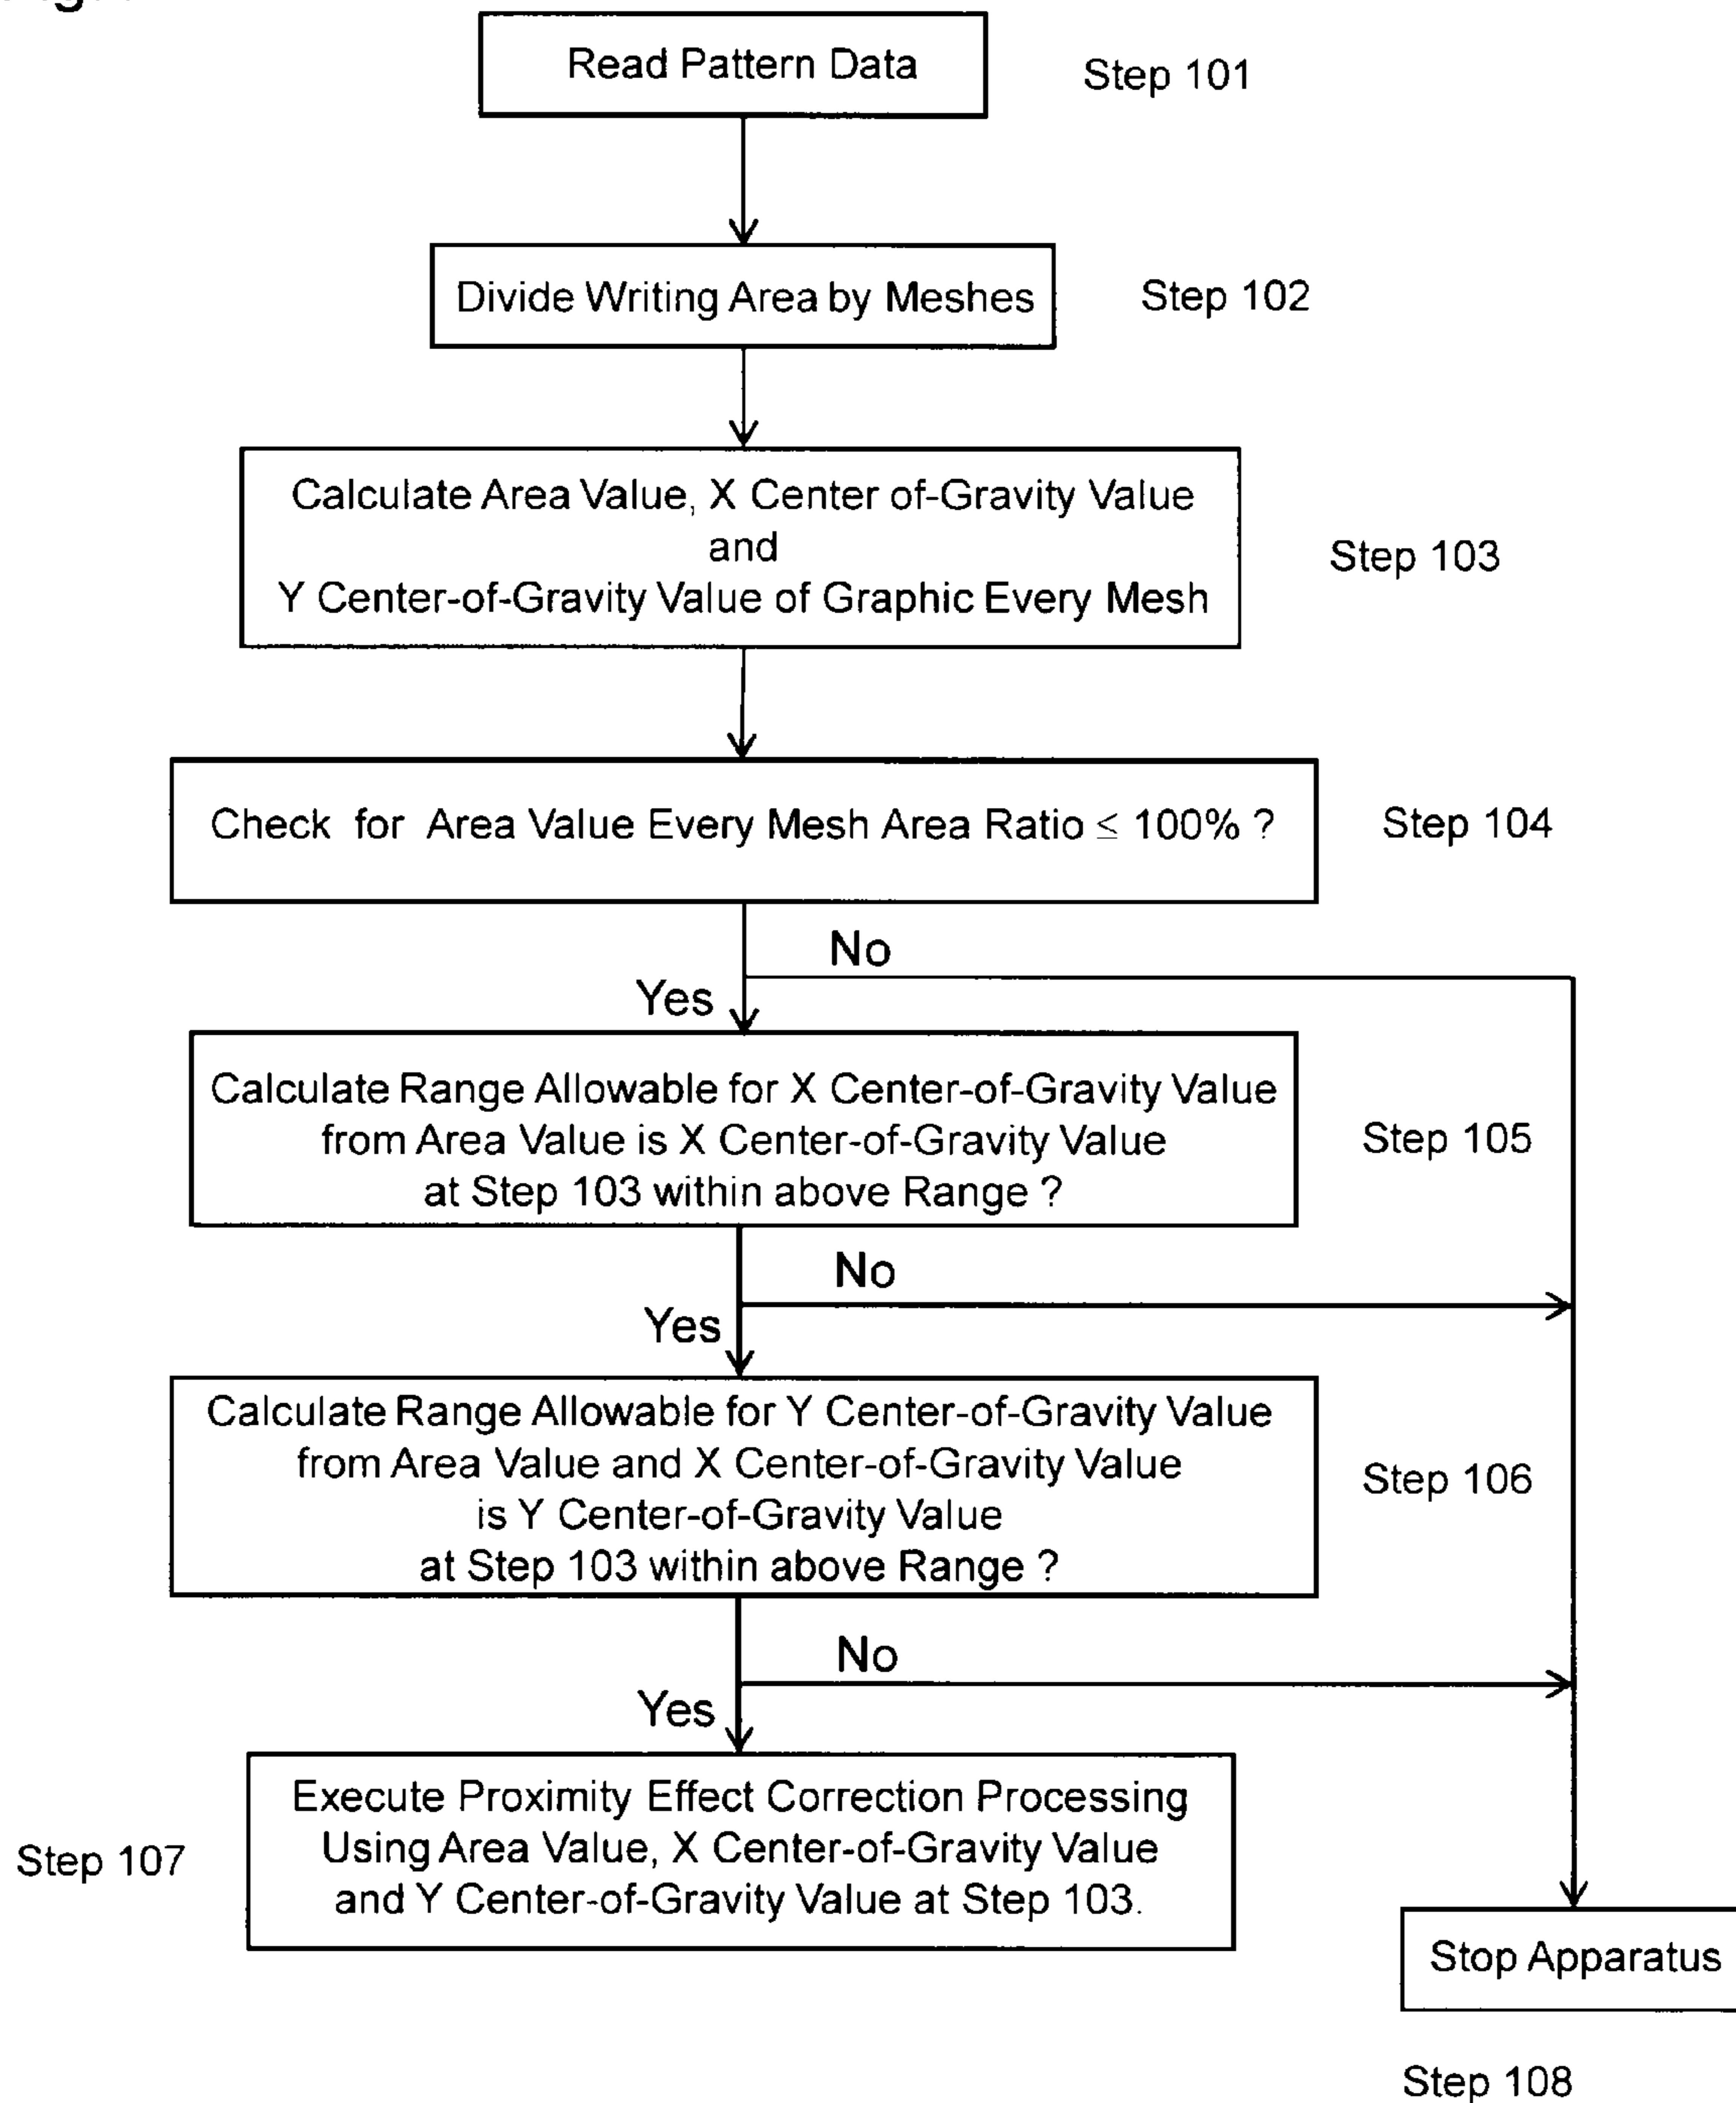 Read Pattern Data
Step 101
Divide Writing Area by Meshes
Step 102
Calculate Area Value, X Center of-Gravity Value
and
Y Center-of-Gravity Value of Graphic Every Mesh
Step 103
Check for Area Value Every Mesh Area Ratio ≤ 100% ?
Step 104
No
Yes
Calculate Range Allowable for X Center-of-Gravity Value
from Area Value is X Center-of-Gravity Value
at Step 103 within above Range ?
Step 105
No
Yes
Calculate Range Allowable for Y Center-of-Gravity Value
from Area Value and X Center-of-Gravity Value
is Y Center-of-Gravity Value
at Step 103 within above Range ?
Step 106
No
Yes
Execute Proximity Effect Correction Processing
Using Area Value, X Center-of-Gravity Value
and Y Center-of-Gravity Value at Step 103.
Step 107
Stop Apparatus
Step 108